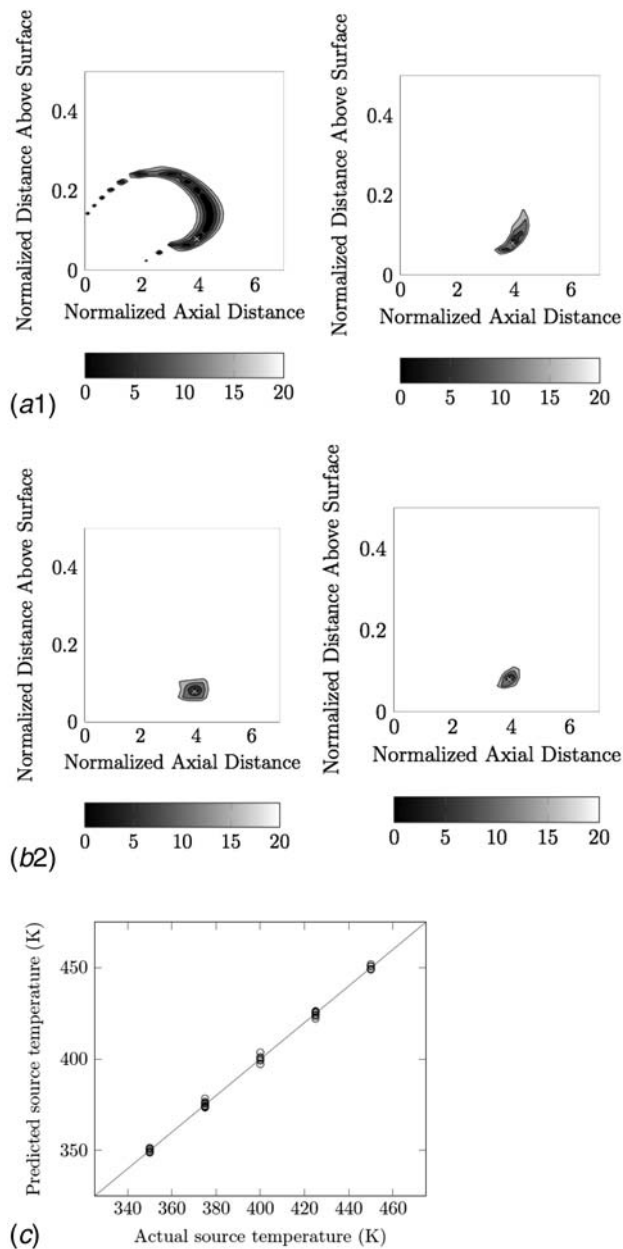 Normalized Distance Above Surface
0.4
0.2
0
0 2 4 6
Normalized Axial Distance
0 5 10 15 20
(a1)
Normalized Distance Above Surface
0.4
0.2
0
0 2 4 6
Normalized Axial Distance
0 5 10 15 20
Normalized Distance Above Surface
0.4
0.2
0
0 2 4 6
Normalized Axial Distance
0 5 10 15 20
(b2)
Normalized Distance Above Surface
0.4
0.2
0
0 2 4 6
Normalized Axial Distance
0 5 10 15 20
Predicted source temperature (K)
450
400
350
340 360 380 400 420 440 460
Actual source temperature (K)
(c)